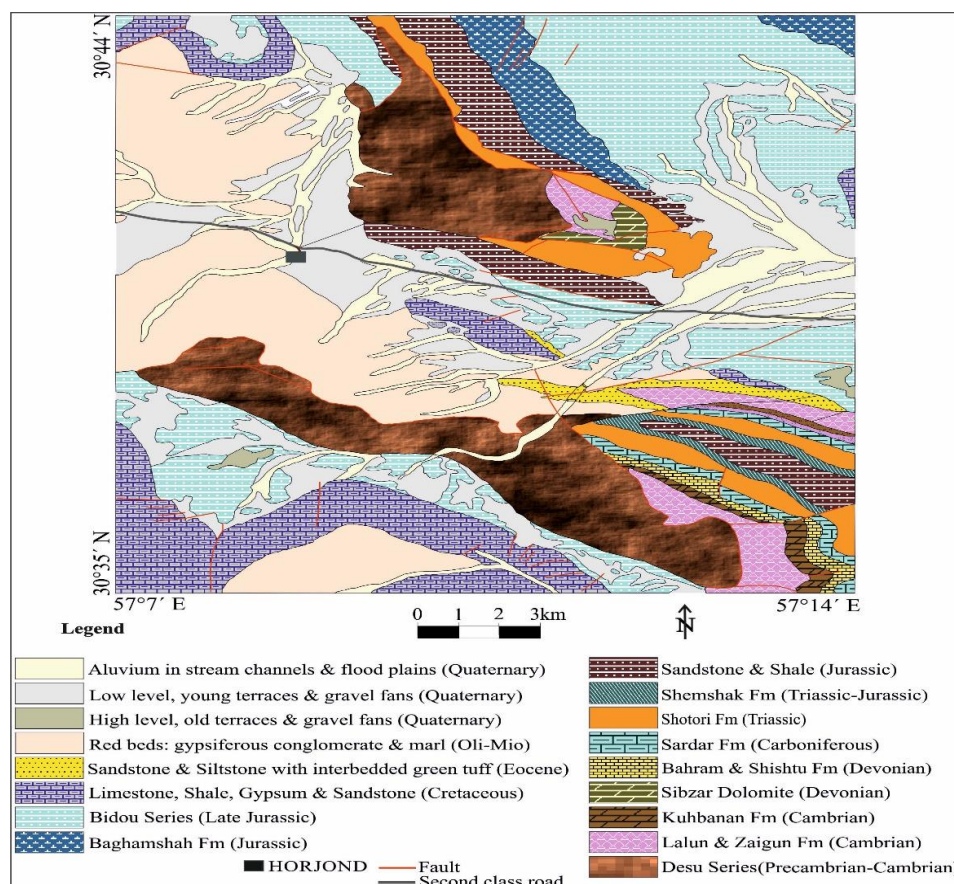 30°44´ N
30°35´ N
57°7´ E
57°14´ E
0 1 2 3km
N
Legend
Aluvium in stream channels & flood plains (Quaternary)
Low level, young terraces & gravel fans (Quaternary)
High level, old terraces & gravel fans (Quaternary)
Red beds: gypsiferous conglomerate & marl (Oli-Mio)
Sandstone & Siltstone with interbedded green tuff (Eocene)
Limestone, Shale, Gypsum & Sandstone (Cretaceous)
Bidou Series (Late Jurassic)
Baghamshah Fm (Jurassic)
Sandstone & Shale (Jurassic)
Shemshak Fm (Triassic-Jurassic)
Shotori Fm (Triassic)
Sardar Fm (Carboniferous)
Bahram & Shishtu Fm (Devonian)
Sibzar Dolomite (Devonian)
Kuhbanan Fm (Cambrian)
Lalun & Zaigun Fm (Cambrian)
Desu Series(Precambrian-Cambrian)
HORJOND
Fault
Second class road